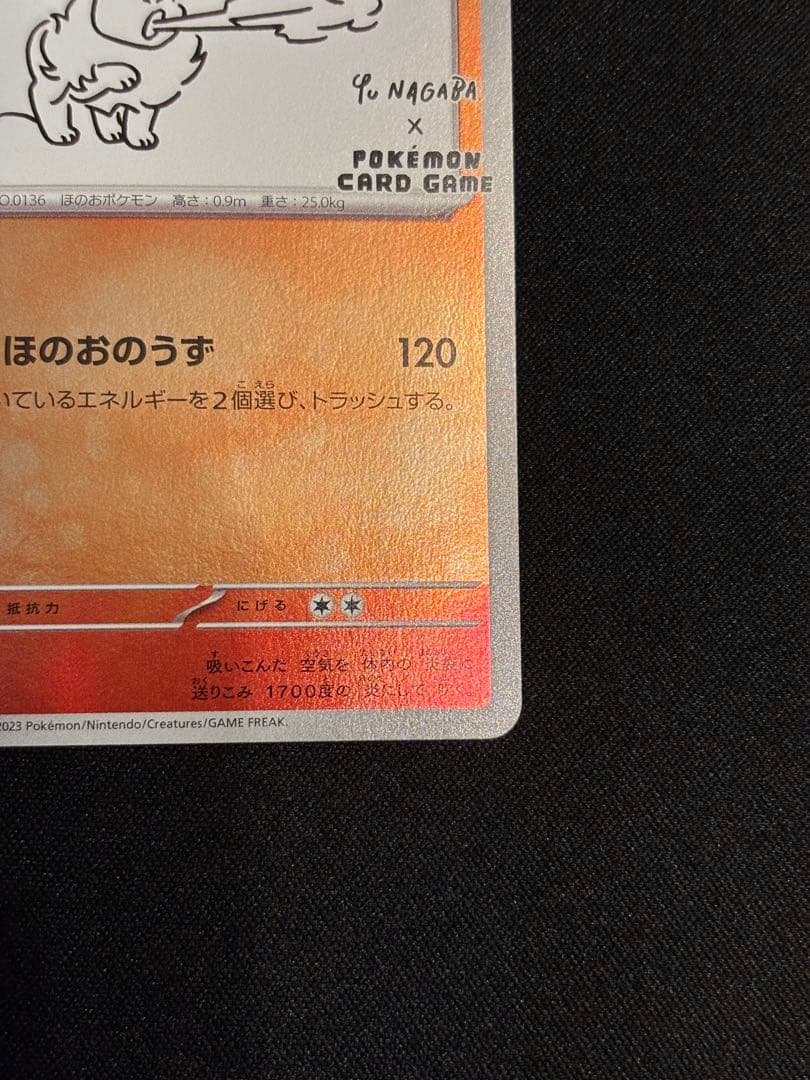 Yu NAGABA
×
POKÉMON
CARD GAME
O.0136 ほのおポケモン 高さ:0.9m 重さ:25.0kg
ほのおのうず 120
いているエネルギーを2個選び、トラッシュする。
抵抗力 にげる
吸いこんだ 空気を 体内の 炎袋に
送りこみ 1700度の 炎にして 吹く。
2023 Pokémon/Nintendo/Creatures/GAME FREAK.